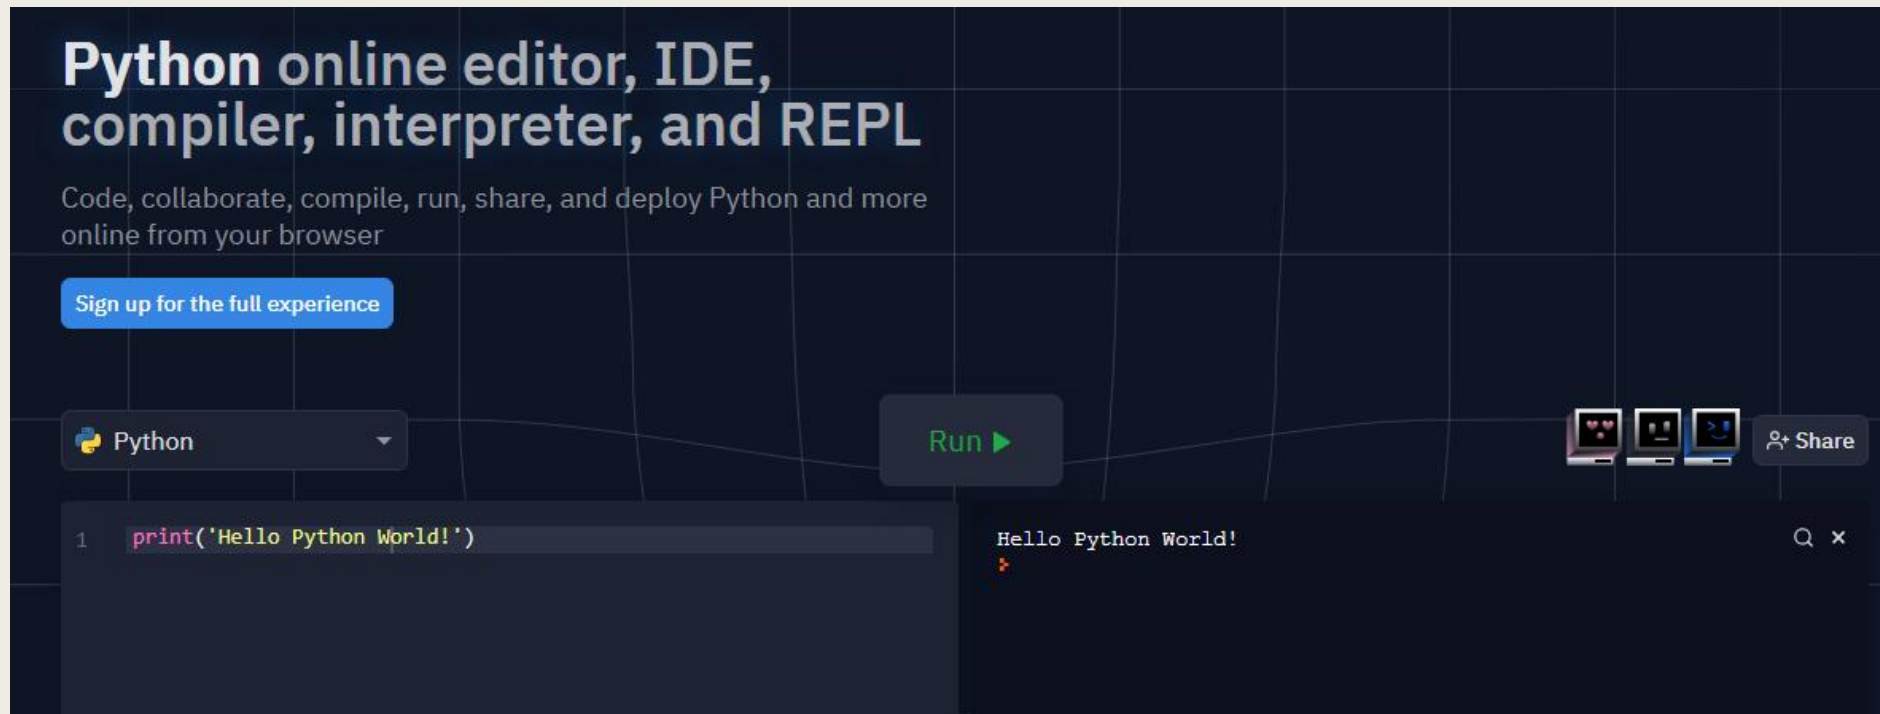 Python online editor, IDE,
compiler, interpreter, and REPL
Code, collaborate, compile, run, share, and deploy Python and more
online from your browser
Sign up for the full experience
Python
Run
Share
1 print('Hello Python World!')
Hello Python World!